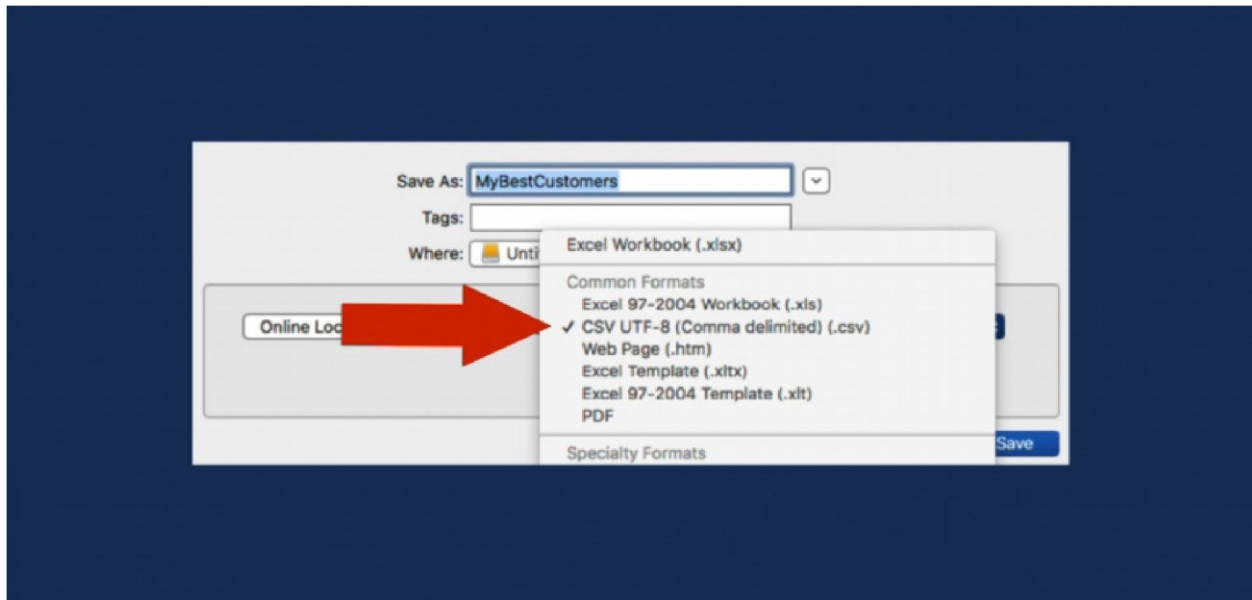 Save As: MyBestCustomers
Tags:
Where: Unti
Excel Workbook (.xlsx)
Common Formats
Excel 97-2004 Workbook (.xls)
Online Loc
✓ CSV UTF-8 (Comma delimited) (.csv)
Web Page (.htm)
Excel Template (.xltx)
Excel 97-2004 Template (.xlt)
PDF
Specialty Formats
Save